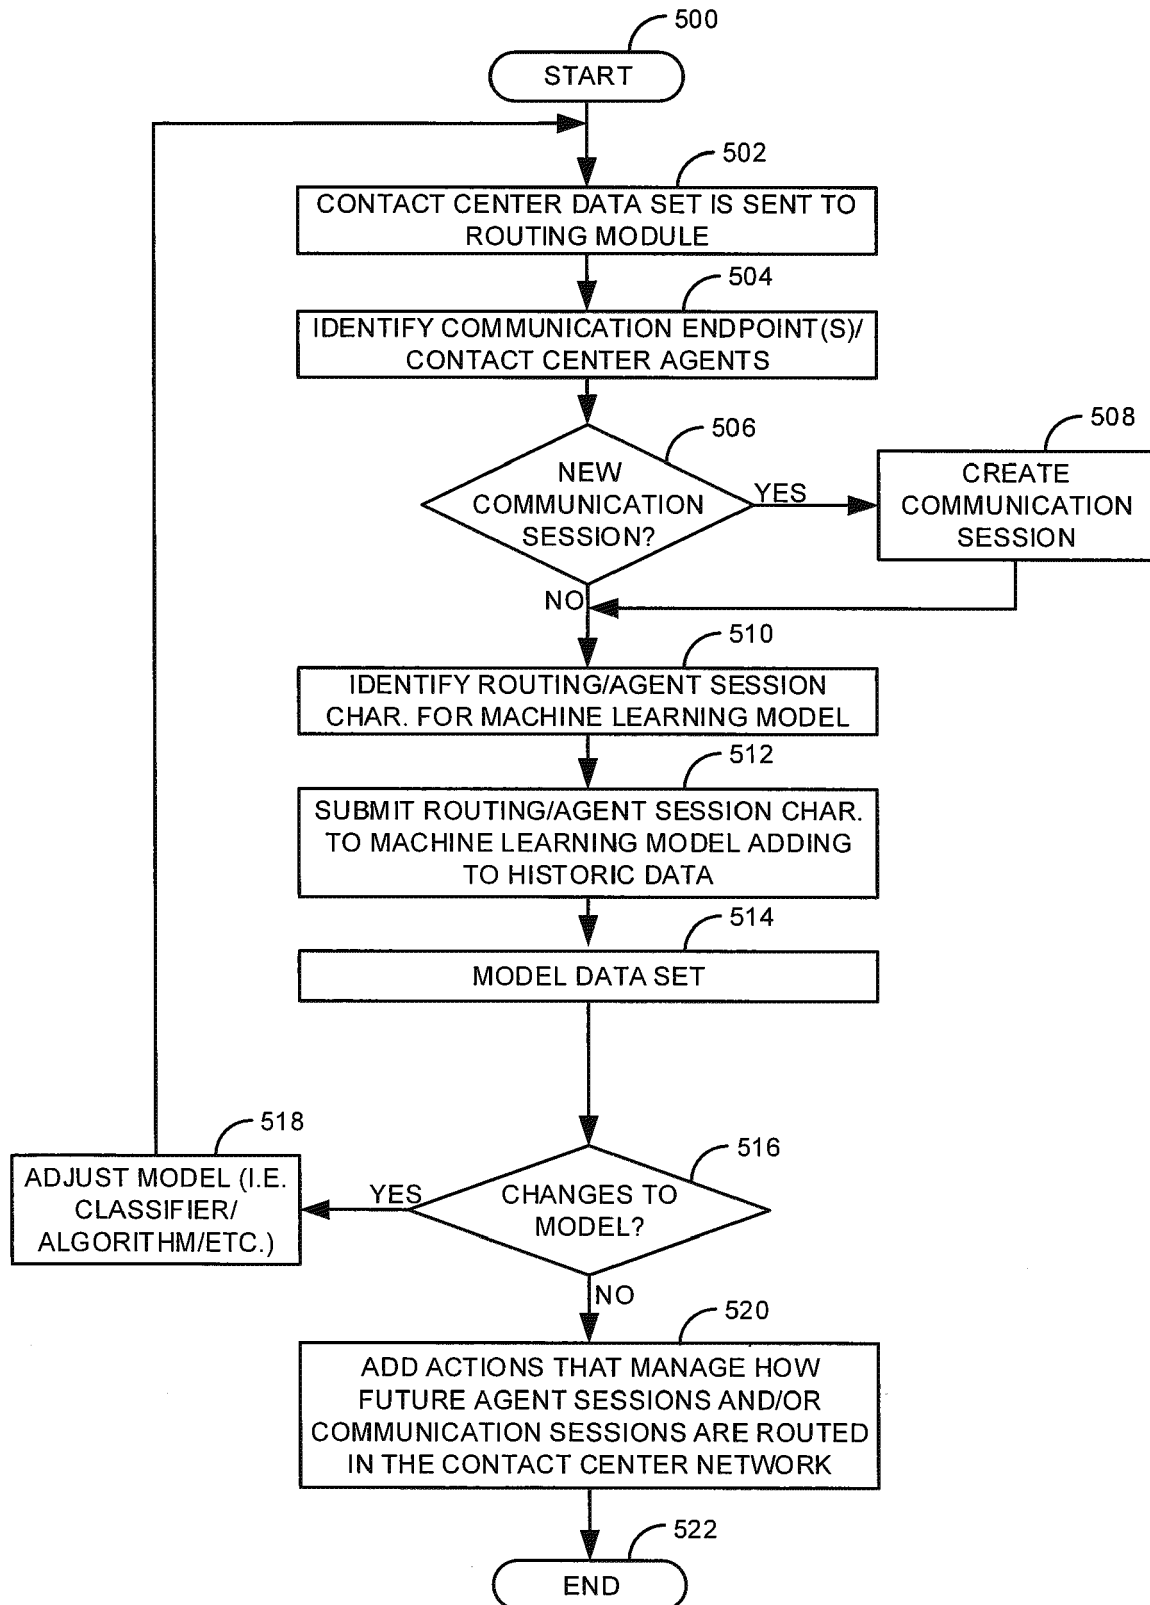 500
START
502
CONTACT CENTER DATA SET IS SENT TO
ROUTING MODULE
504
IDENTIFY COMMUNICATION ENDPOINT(S)/
CONTACT CENTER AGENTS
506
NEW
COMMUNICATION
SESSION?
YES
508
CREATE
COMMUNICATION
SESSION
NO
510
IDENTIFY ROUTING/AGENT SESSION
CHAR. FOR MACHINE LEARNING MODEL
512
SUBMIT ROUTING/AGENT SESSION CHAR.
TO MACHINE LEARNING MODEL ADDING
TO HISTORIC DATA
514
MODEL DATA SET
516
CHANGES TO
MODEL?
YES
518
ADJUST MODEL (I.E.
CLASSIFIER/
ALGORITHM/ETC.)
NO
520
ADD ACTIONS THAT MANAGE HOW
FUTURE AGENT SESSIONS AND/OR
COMMUNICATION SESSIONS ARE ROUTED
IN THE CONTACT CENTER NETWORK
522
END